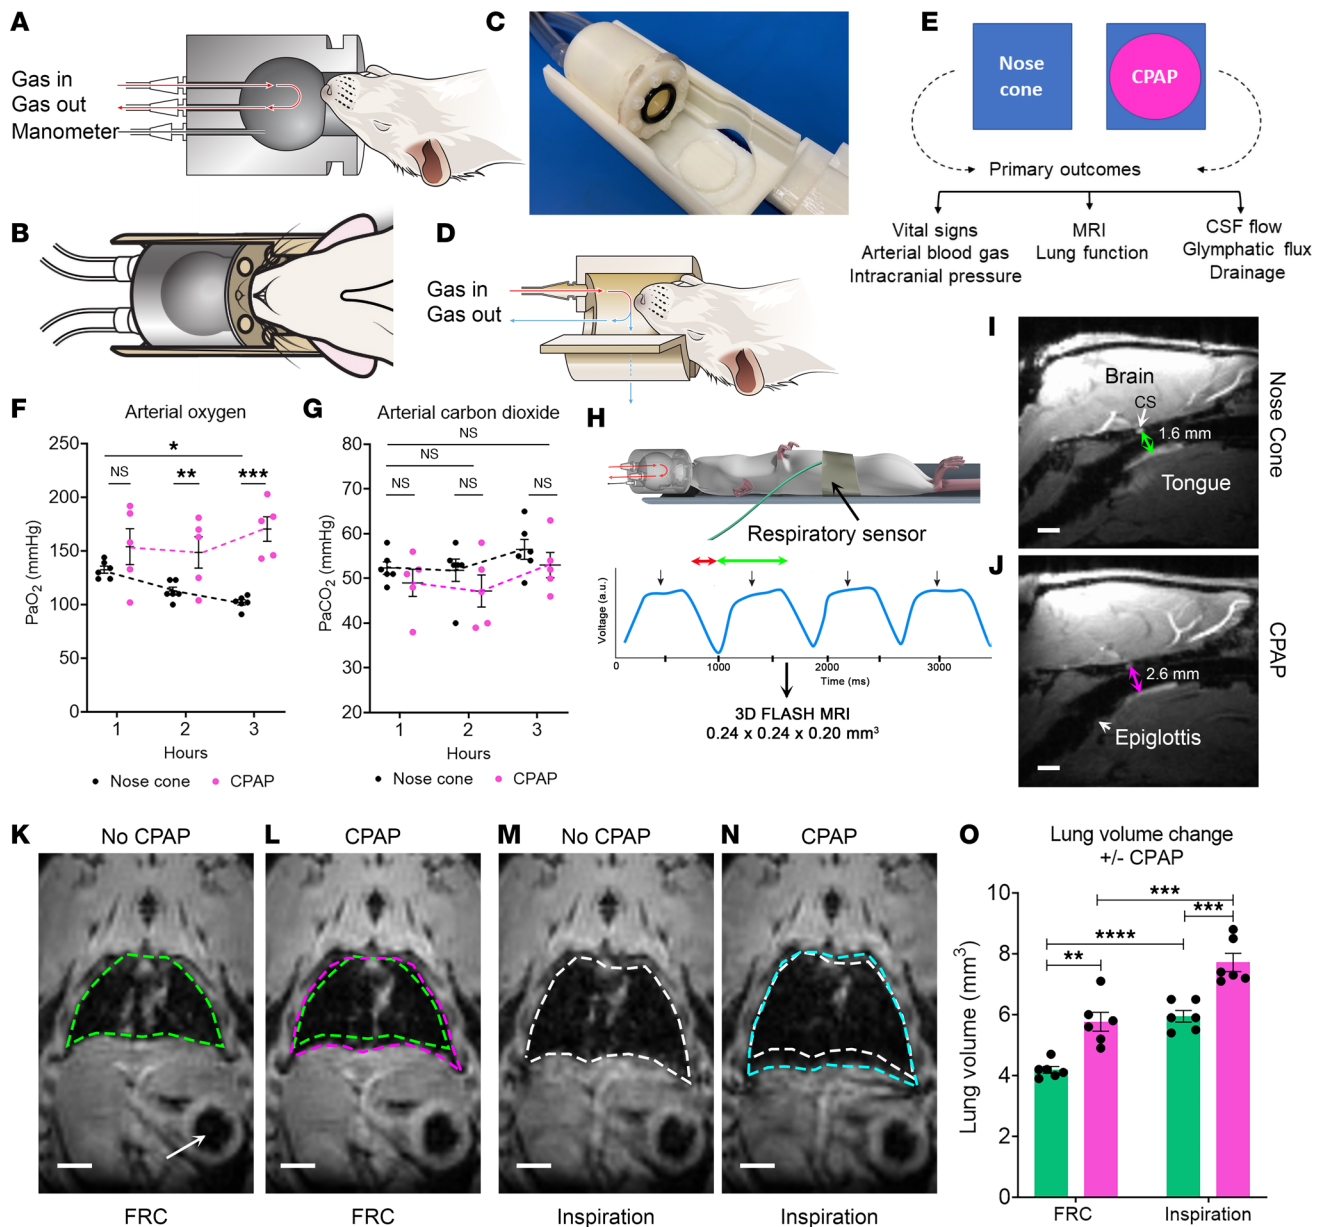 A
Gas in
Gas out
Manometer
B
C
D
Gas in
Gas out
E
Nose
cone
CPAP
Primary outcomes
Vital signs
Arterial blood gas
Intracranial pressure
MRI
Lung function
CSF flow
Glymphatic flux
Drainage
F
Arterial oxygen
PaO2 (mmHg)
250
200
150
100
50
0
*
NS
**
***
1
2
3
Hours
Nose cone
CPAP
G
Arterial carbon dioxide
PaCO2 (mmHg)
80
70
60
50
40
30
20
NS
NS
NS
NS
NS
1
2
3
Hours
Nose cone
CPAP
H
Respiratory sensor
Voltage (a.u.)
0
1000
2000
3000
Time (ms)
3D FLASH MRI
0.24 x 0.24 x 0.20 mm3
I
Brain
CS
1.6 mm
Tongue
Nose Cone
J
2.6 mm
Epiglottis
CPAP
K
No CPAP
FRC
L
CPAP
FRC
M
No CPAP
Inspiration
N
CPAP
Inspiration
O
Lung volume change
+/- CPAP
Lung volume (mm3)
10
8
6
4
2
0
***
***
****
**
FRC
Inspiration